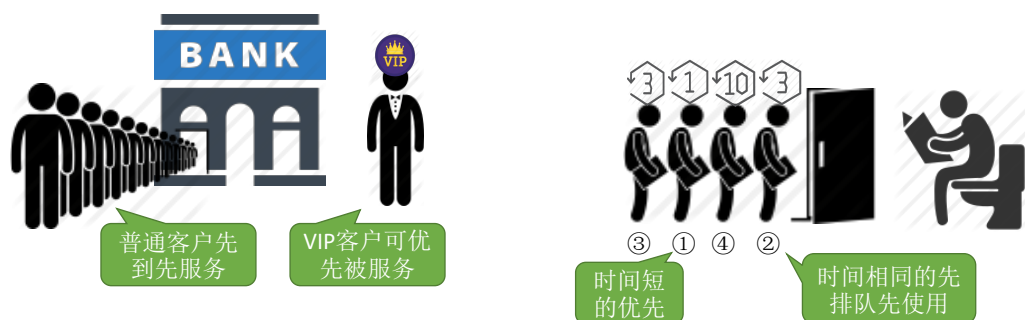 BANK
VIP
普通客户先
到先服务
VIP客户可优
先被服务
3 1 10 3
③ ① ④ ②
时间短
的优先
时间相同的先
排队先使用